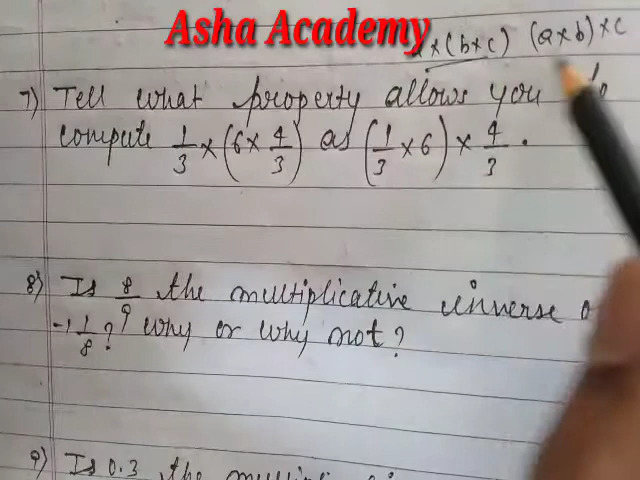 Asha Academy
a×(b×c) (a×b)×c
7) Tell what property allows you to
compute 1/3 × (6 × 4/3) as (1/3 × 6) × 4/3 .
8) Is 8/9 the multiplicative inverse o
-1 1/8 ? Why or why not?
9) Is 0.3 the